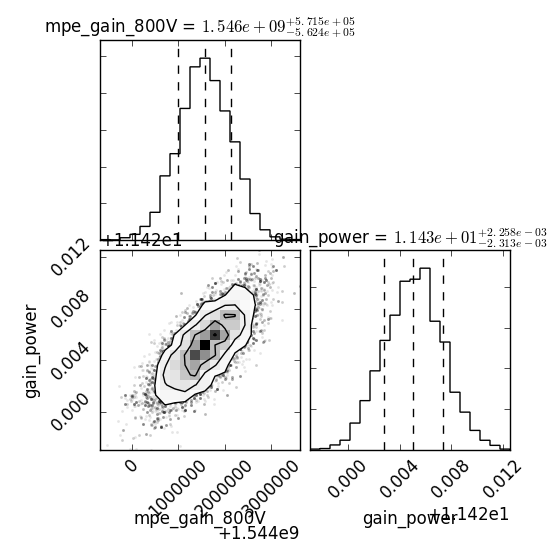 mpe_gain_800V = 1.546e + 09^{+5.715e+05}_{-5.624e+05}
+1.142e1
gain_power = 1.143e + 01^{+2.258e-03}_{-2.313e-03}
0.012
0.008
0.004
0.000
gain_power
0 1000000 2000000 3000000
mpe_gain_800V
+1.544e9
0.000 0.004 0.008 0.012
gain_power
+1.142e1